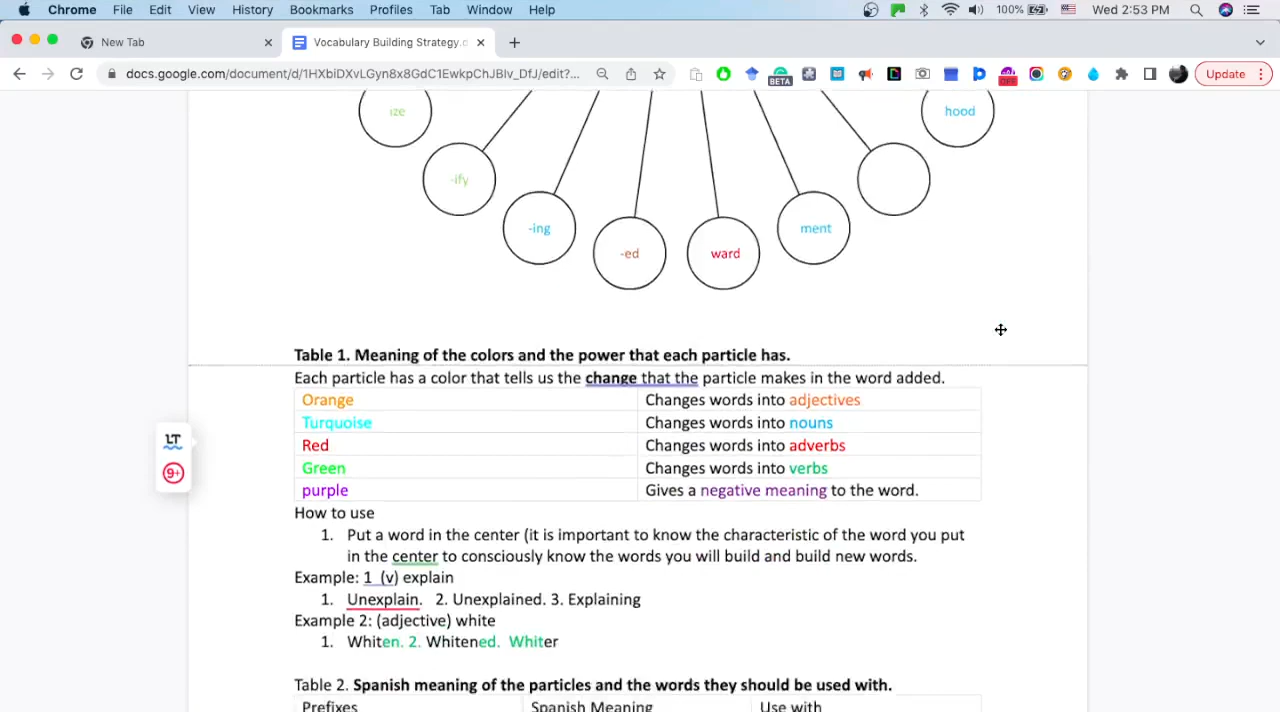 Chrome File Edit View History Bookmarks Profiles Tab Window Help 100% Wed 2:53 PM
New Tab Vocabulary Building Strategy.d
docs.google.com/document/d/1HXbiDXvLGyn8x8GdC1EwkpChJBlv_DfJ/edit?... BETA OFF Update
ize hood
-ify
-ing ment
-ed ward
Table 1. Meaning of the colors and the power that each particle has.
Each particle has a color that tells us the change that the particle makes in the word added.
Orange Changes words into adjectives
Turquoise Changes words into nouns
Red Changes words into adverbs
Green Changes words into verbs
purple Gives a negative meaning to the word.
LT
9+
How to use
1. Put a word in the center (it is important to know the characteristic of the word you put
in the center to consciously know the words you will build and build new words.
Example: 1 (v) explain
1. Unexplain. 2. Unexplained. 3. Explaining
Example 2: (adjective) white
1. Whiten. 2. Whitened. Whiter
Table 2. Spanish meaning of the particles and the words they should be used with.
Prefixes Spanish Meaning Use with